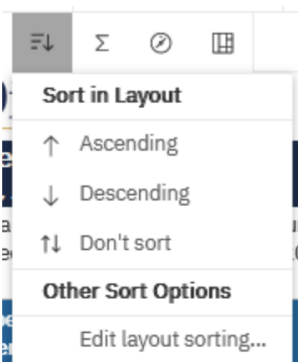 Sort in Layout
Ascending
Descending
Don't sort
Other Sort Options
Edit layout sorting...